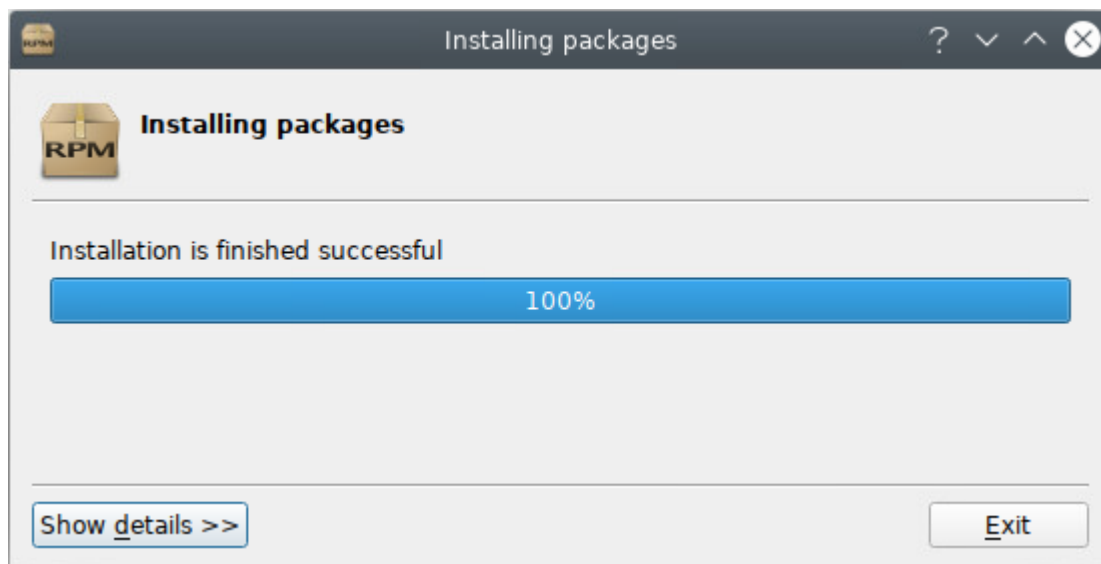 Installing packages
Installing packages
RPM
Installation is finished successful
100%
Show details >>
Exit